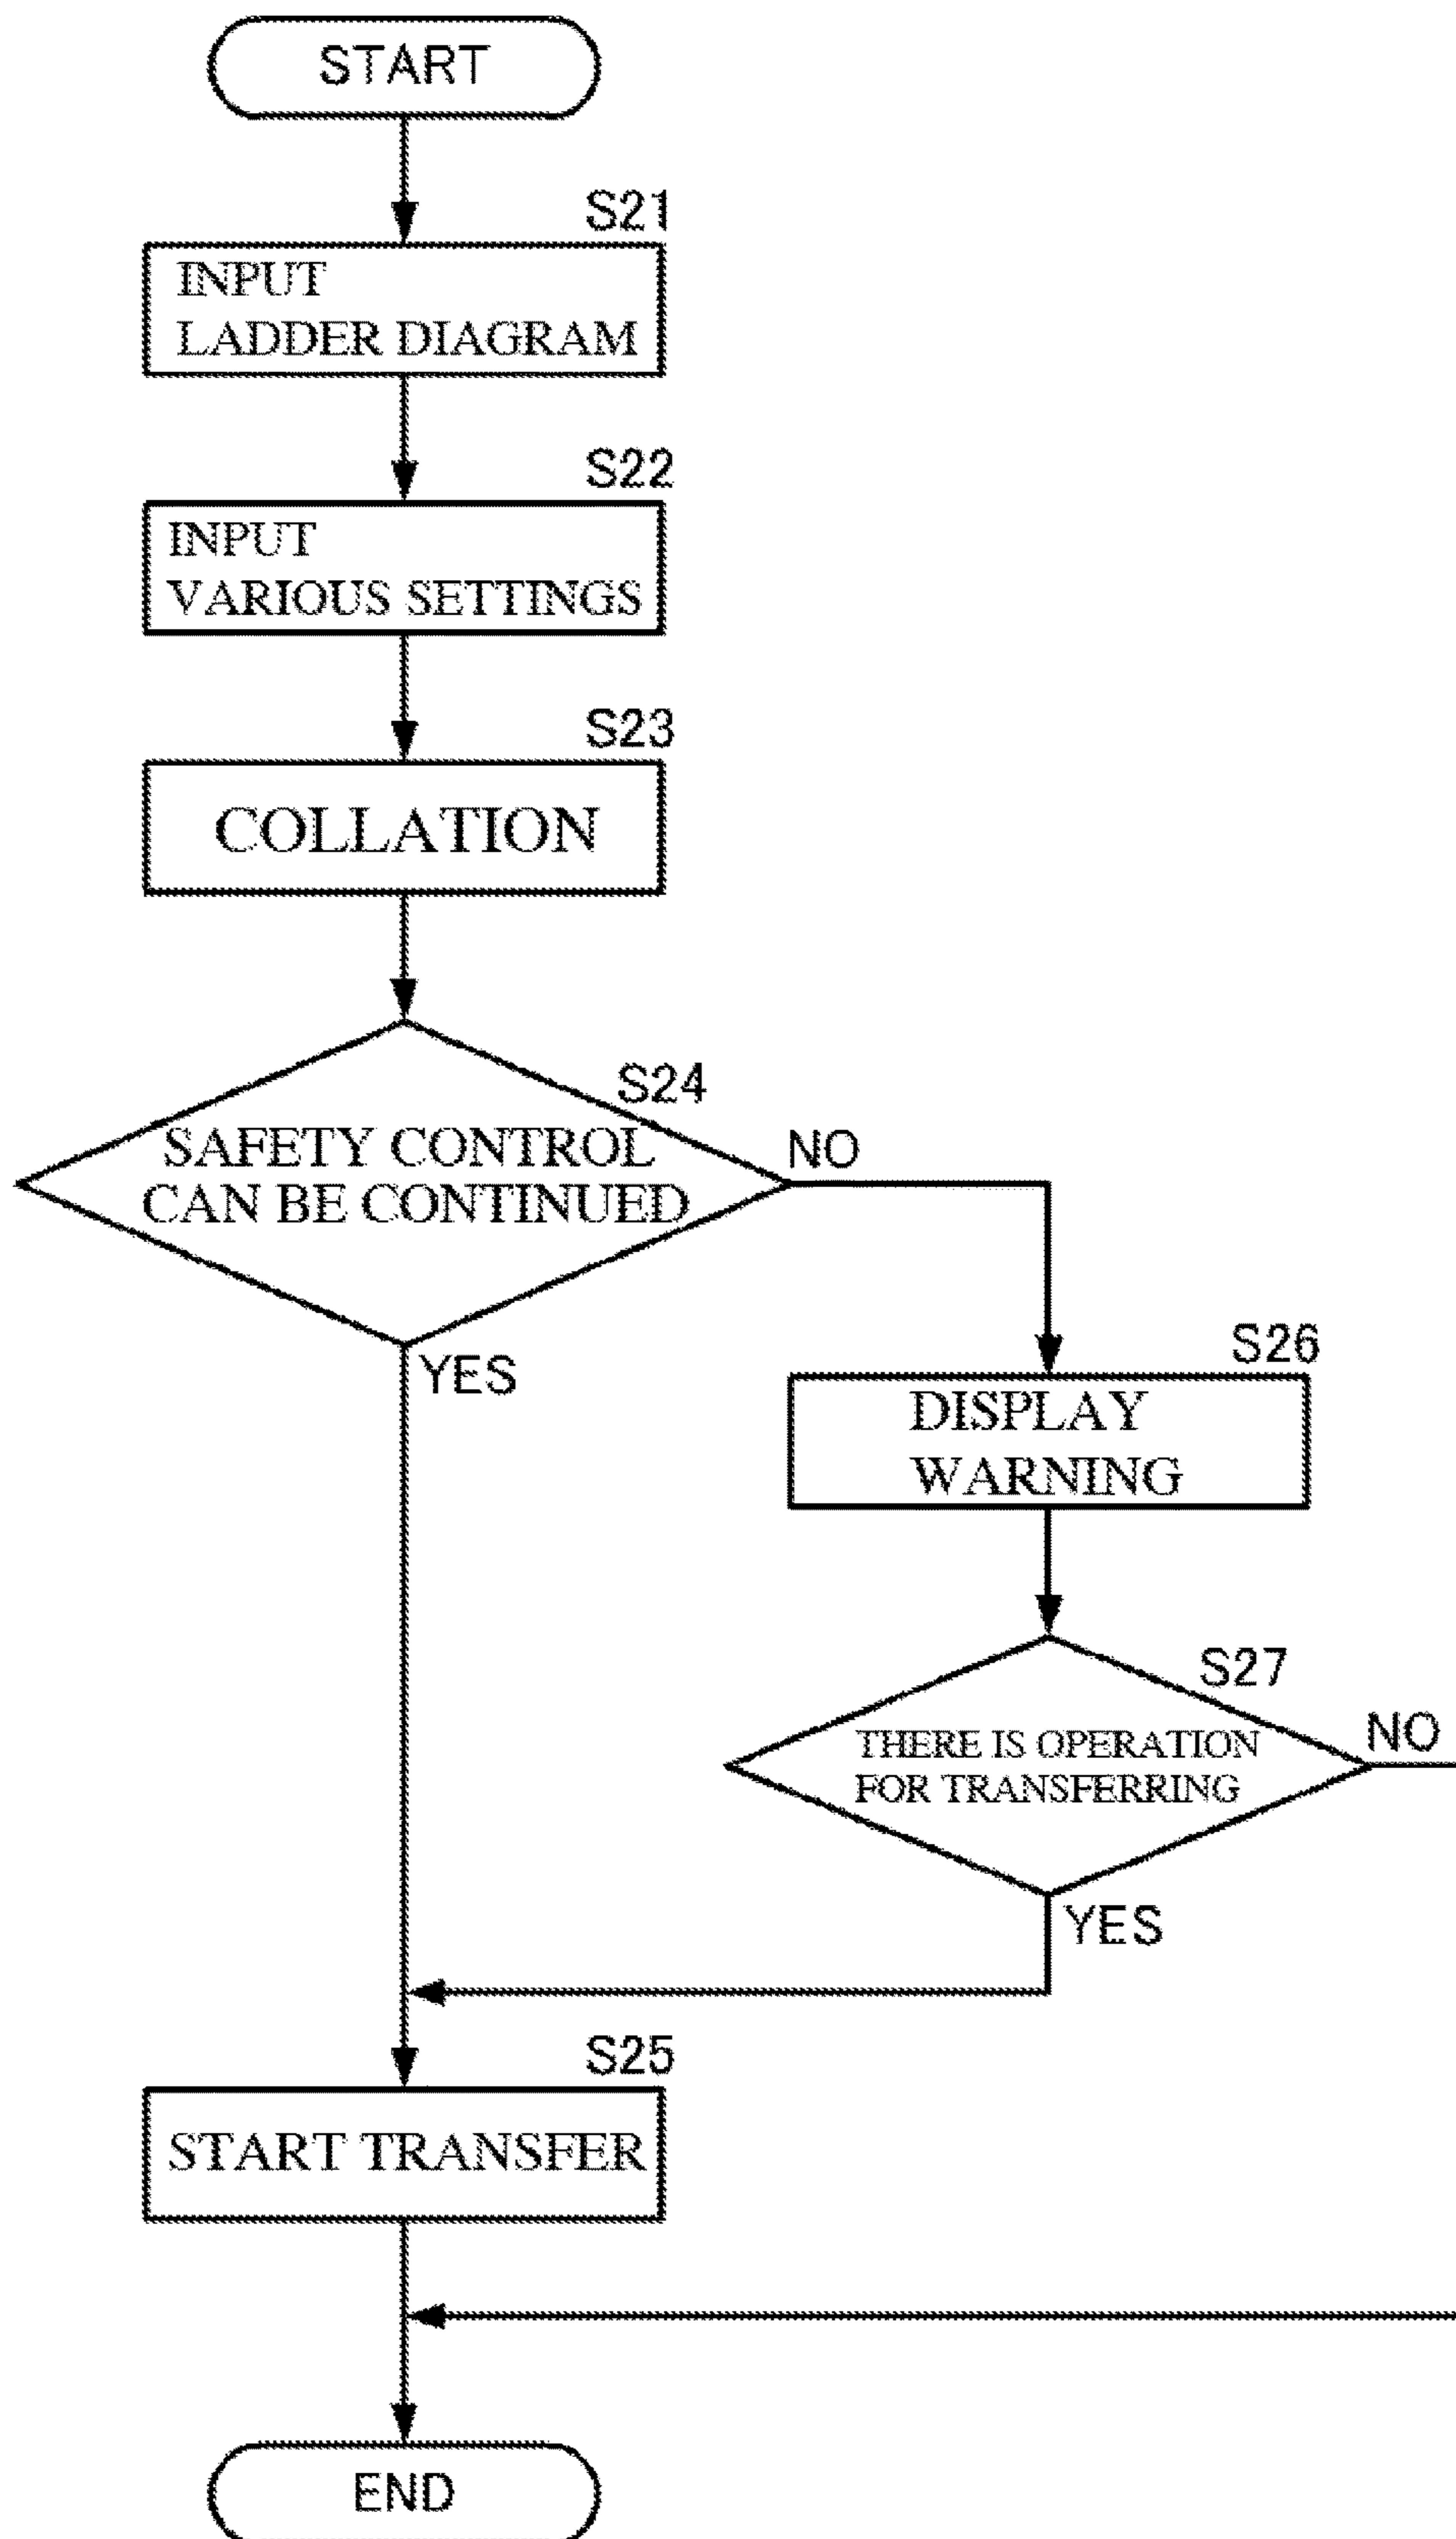 START
S21
INPUT
LADDER DIAGRAM
S22
INPUT
VARIOUS SETTINGS
S23
COLLATION
S24
SAFETY CONTROL
CAN BE CONTINUED
NO
YES
S26
DISPLAY
WARNING
S27
THERE IS OPERATION
FOR TRANSFERRING
NO
YES
S25
START TRANSFER
END